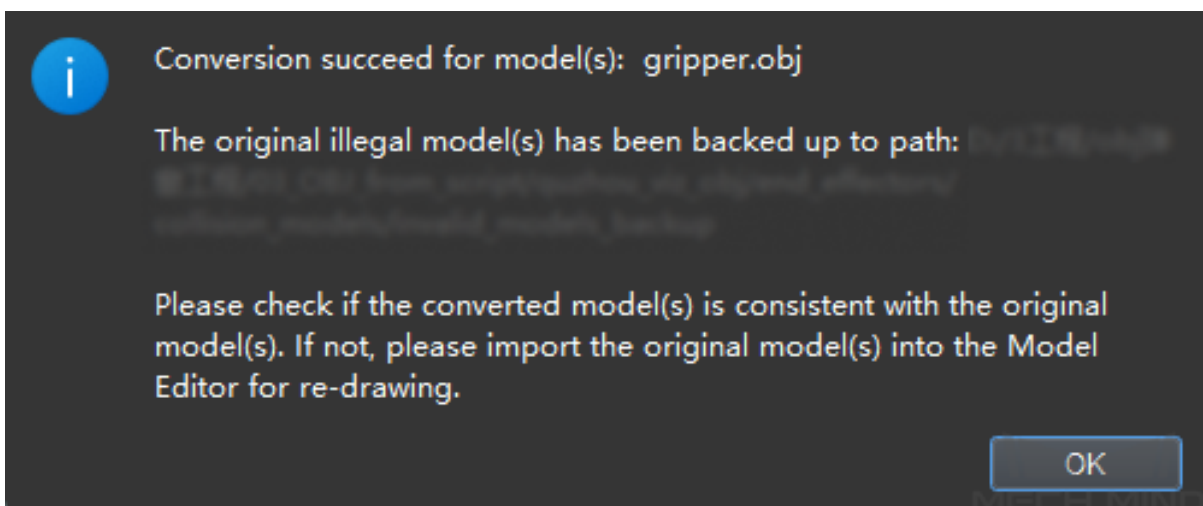 Conversion succeed for model(s): gripper.obj
The original illegal model(s) has been backed up to path:
Please check if the converted model(s) is consistent with the original
model(s). If not, please import the original model(s) into the Model
Editor for re-drawing.
OK
MECH MIND